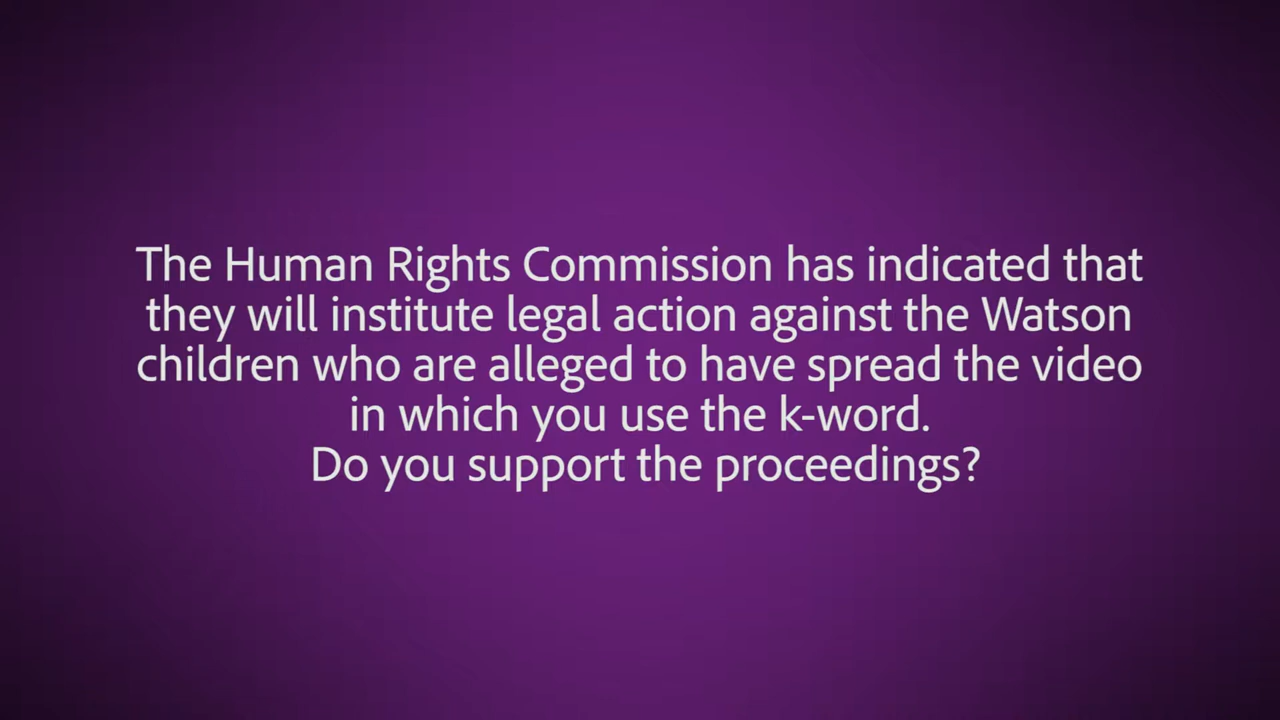 The Human Rights Commission has indicated that
they will institute legal action against the Watson
children who are alleged to have spread the video
in which you use the k-word.
Do you support the proceedings?